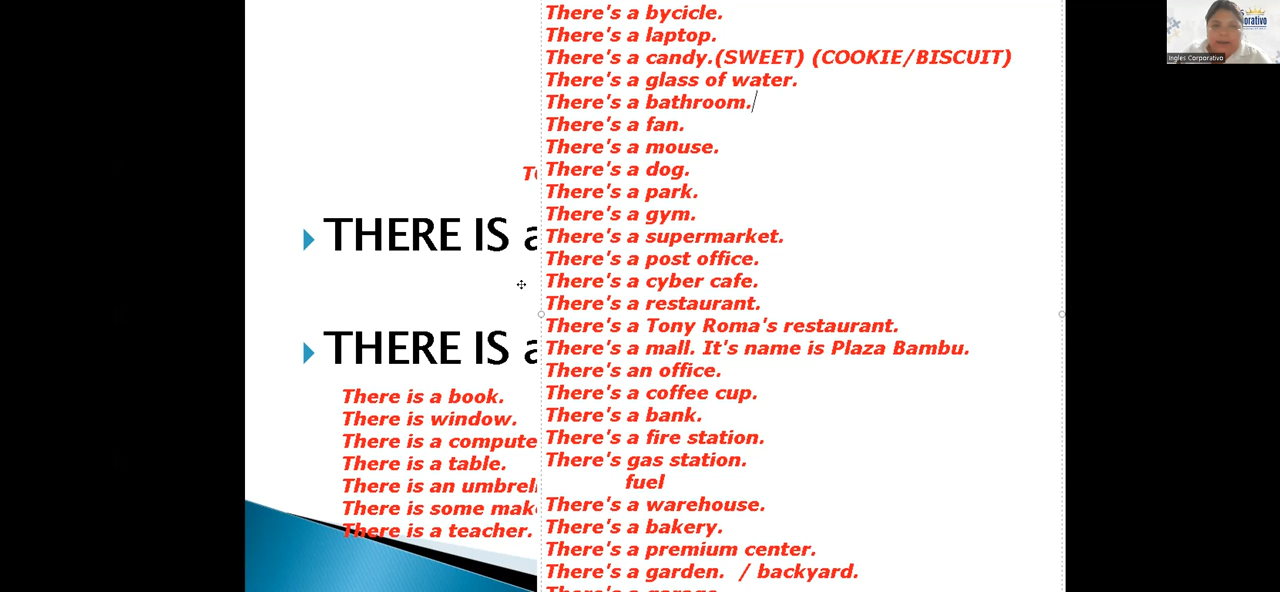 THERE IS a
THERE IS a
There is a book.
There is window.
There is a compute
There is a table.
There is an umbrel
There is some mak
There is a teacher.
There's a bycicle.
There's a laptop.
There's a candy.(SWEET) (COOKIE/BISCUIT)
There's a glass of water.
There's a bathroom.
There's a fan.
There's a mouse.
There's a dog.
There's a park.
There's a gym.
There's a supermarket.
There's a post office.
There's a cyber cafe.
There's a restaurant.
There's a Tony Roma's restaurant.
There's a mall. It's name is Plaza Bambu.
There's an office.
There's a coffee cup.
There's a bank.
There's a fire station.
There's gas station.
fuel
There's a warehouse.
There's a bakery.
There's a premium center.
There's a garden. / backyard.
There's a garage
orativo
Ingles Corporativo